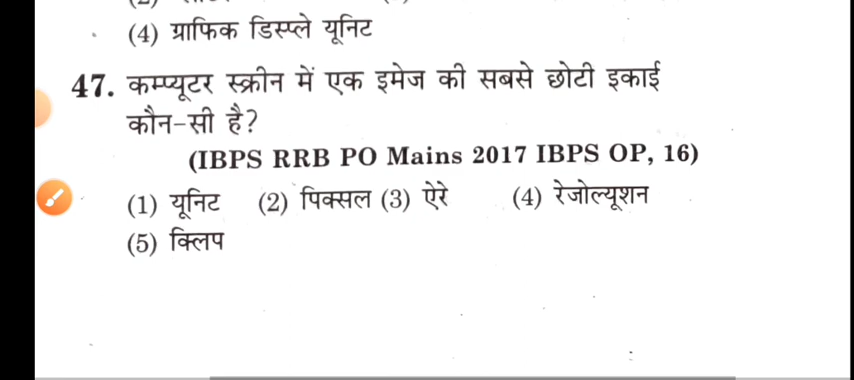 (4) ग्राफिक डिस्प्ले यूनिट
47. कम्प्यूटर स्क्रीन में एक इमेज की सबसे छोटी इकाई
कौन-सी है?
(IBPS RRB PO Mains 2017 IBPS OP, 16)
(1) यूनिट (2) पिक्सल (3) ऐरे (4) रेजोल्यूशन
(5) क्लिप